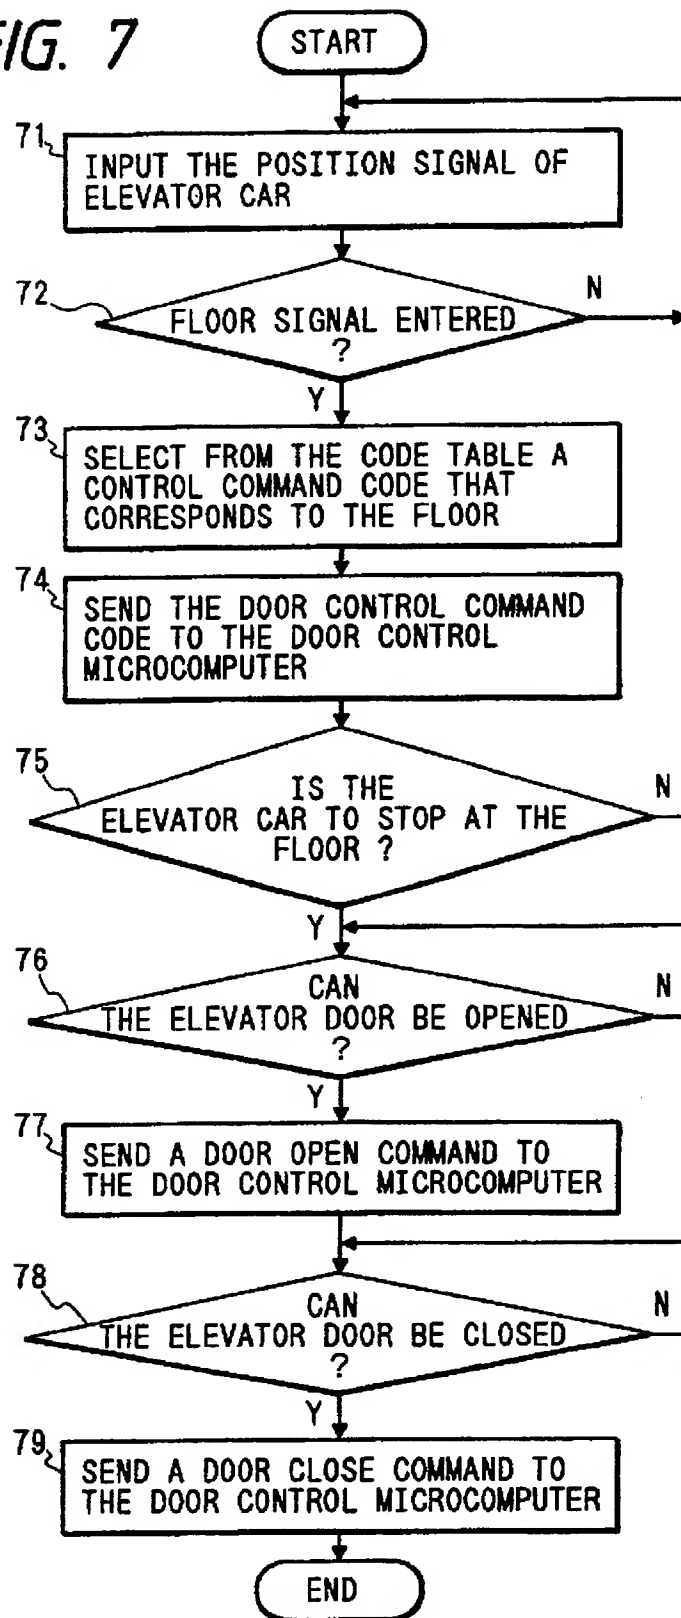 FIG. 7
START
71
INPUT THE POSITION SIGNAL OF
ELEVATOR CAR
72
FLOOR SIGNAL ENTERED
?
N
Y
73
SELECT FROM THE CODE TABLE A
CONTROL COMMAND CODE THAT
CORRESPONDS TO THE FLOOR
74
SEND THE DOOR CONTROL COMMAND
CODE TO THE DOOR CONTROL
MICROCOMPUTER
75
IS THE
ELEVATOR CAR TO STOP AT THE
FLOOR ?
N
Y
76
CAN
THE ELEVATOR DOOR BE OPENED
?
N
Y
77
SEND A DOOR OPEN COMMAND TO
THE DOOR CONTROL MICROCOMPUTER
78
CAN
THE ELEVATOR DOOR BE CLOSED
?
N
Y
79
SEND A DOOR CLOSE COMMAND TO
THE DOOR CONTROL MICROCOMPUTER
END